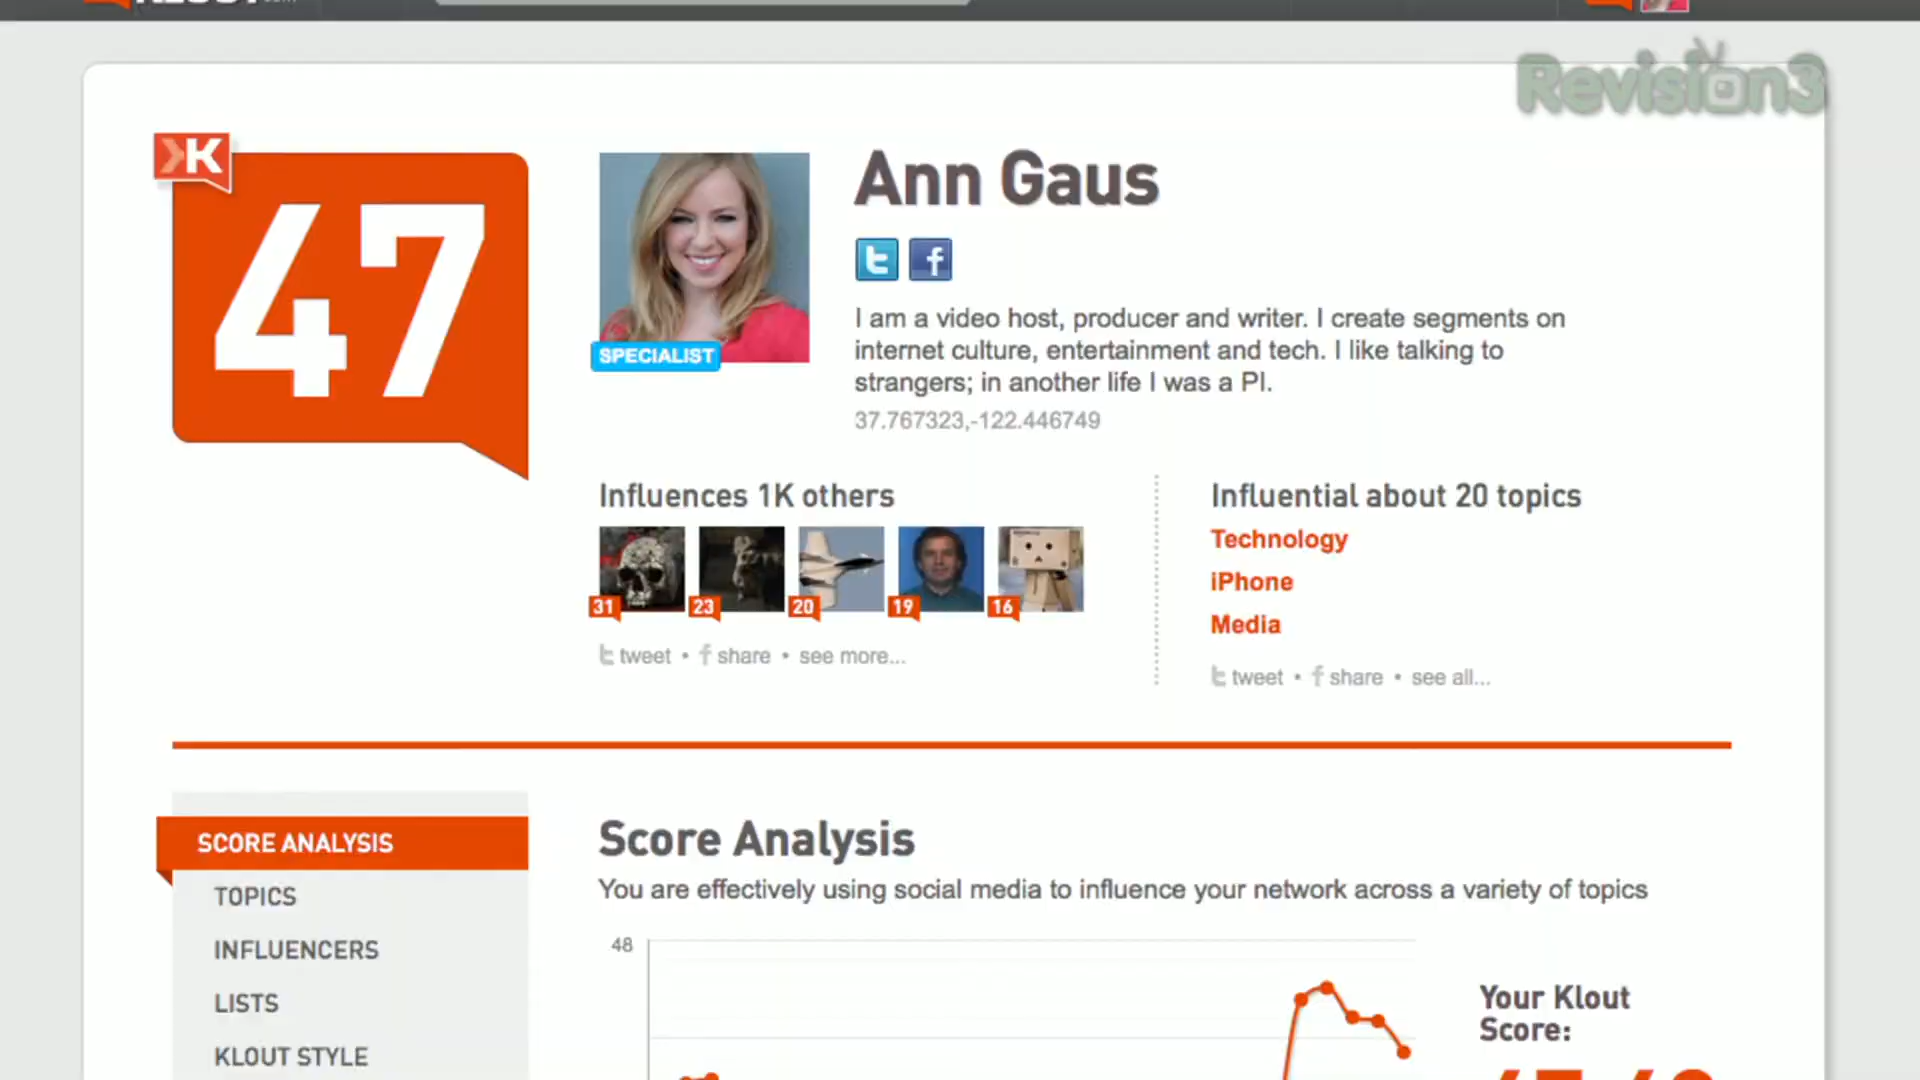 Revision3
K
47
Ann Gaus
SPECIALIST
I am a video host, producer and writer. I create segments on
internet culture, entertainment and tech. I like talking to
strangers; in another life I was a PI.
37.767323,-122.446749
Influences 1K others
31 23 20 19 16
tweet • share • see more...
Influential about 20 topics
Technology
iPhone
Media
tweet • share • see all...
SCORE ANALYSIS
TOPICS
INFLUENCERS
LISTS
KLOUT STYLE
Score Analysis
You are effectively using social media to influence your network across a variety of topics
48
Your Klout
Score: